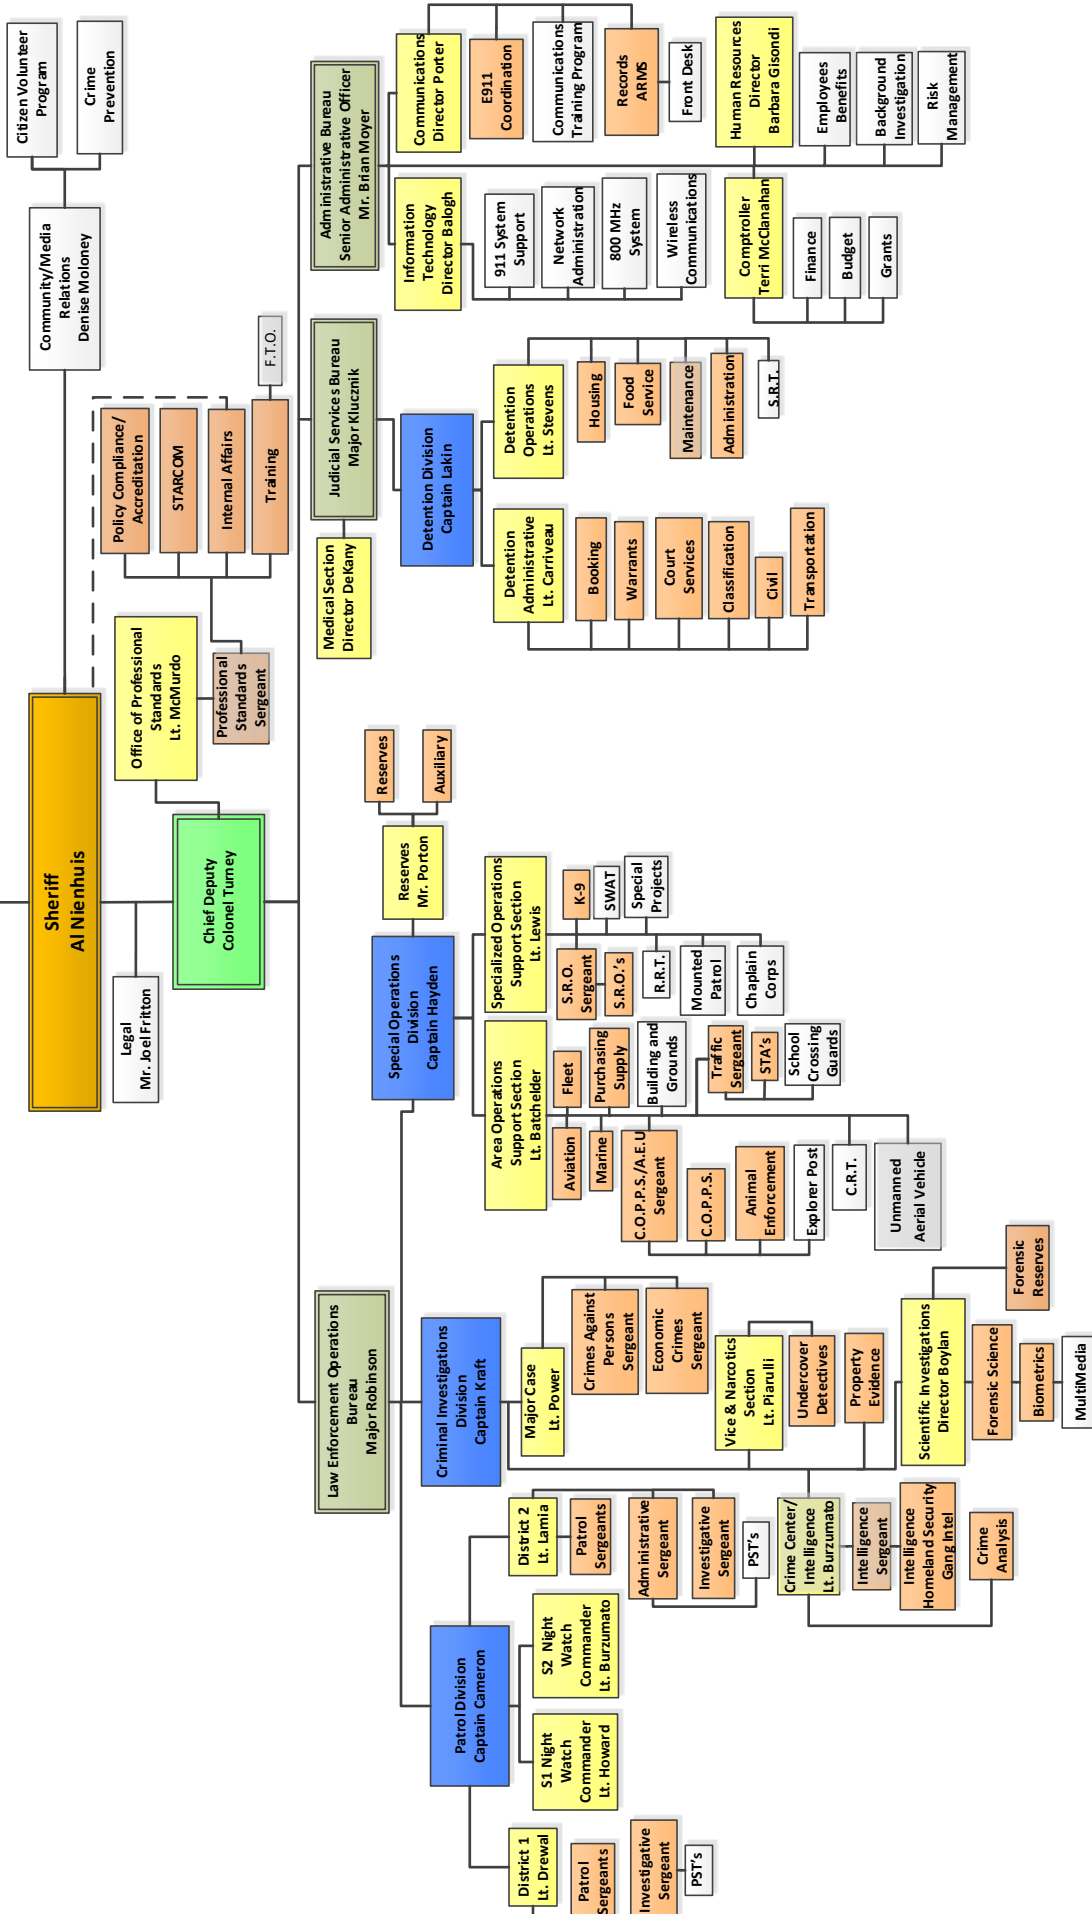 Sheriff
Al Nienhuis
Legal
Mr. Joel Fritton
Community/Media
Relations
Denise Moloney
Citizen Volunteer
Program
Crime
Prevention
Chief Deputy
Colonel Turney
Office of Professional
Standards
Lt. McMurdo
Professional
Standards
Sergeant
Policy Compliance/
Accreditation
STARCOM
Internal Affairs
Training
F.T.O.
Law Enforcement Operations
Bureau
Major Robinson
Patrol Division
Captain Cameron
District 1
Lt. Drewal
Patrol
Sergeants
Investigative
Sergeant
PST's
S1 Night
Watch
Commander
Lt. Howard
S2 Night
Watch
Commander
Lt. Burzumato
District 2
Lt. Lamia
Patrol
Sergeants
Administrative
Sergeant
Investigative
Sergeant
PST's
Criminal Investigations
Division
Captain Kraft
Major Case
Lt. Power
Crimes Against
Persons
Sergeant
Economic
Crimes
Sergeant
Vice & Narcotics
Section
Lt. Piarulli
Undercover
Detectives
Property
Evidence
Crime Center/
Intelligence
Lt. Burzumato
Intelligence
Sergeant
Intelligence
Homeland Security
Gang Intel
Crime
Analysis
Scientific Investigations
Director Boylan
Forensic
Reserves
Forensic Science
Biometrics
MultiMedia
Special Operations
Division
Captain Hayden
Reserves
Mr. Porton
Reserves
Auxiliary
Area Operations
Support Section
Lt. Batchelder
Aviation
Fleet
Marine
Purchasing
Supply
C.O.P.P.S./A.E.U
Sergeant
Building and
Grounds
C.O.P.P.S.
Animal
Enforcement
Explorer Post
Traffic
Sergeant
STA's
School
Crossing
Guards
C.R.T.
Unmanned
Aerial Vehicle
Specialized Operations
Support Section
Lt. Lewis
S.R.O.
Sergeant
S.R.O.'s
K-9
SWAT
Special
Projects
R.R.T.
Mounted
Patrol
Chaplain
Corps
Judicial Services Bureau
Major Klucznik
Medical Section
Director DeKany
Detention Division
Captain Lakin
Detention
Administrative
Lt. Carriveau
Booking
Warrants
Court
Services
Classification
Civil
Transportation
Detention
Operations
Lt. Stevens
Housing
Food
Service
Maintenance
Administration
S.R.T.
Administrative Bureau
Senior Administrative Officer
Mr. Brian Moyer
Information
Technology
Director Balogh
911 System
Support
Network
Administration
800 MHz
System
Wireless
Communications
Communications
Director Porter
E911
Coordination
Communications
Training Program
Records
ARMS
Front Desk
Comptroller
Terri McClanahan
Finance
Budget
Grants
Human Resources
Director
Barbara Gisondi
Employees
Benefits
Background
Investigation
Risk
Management